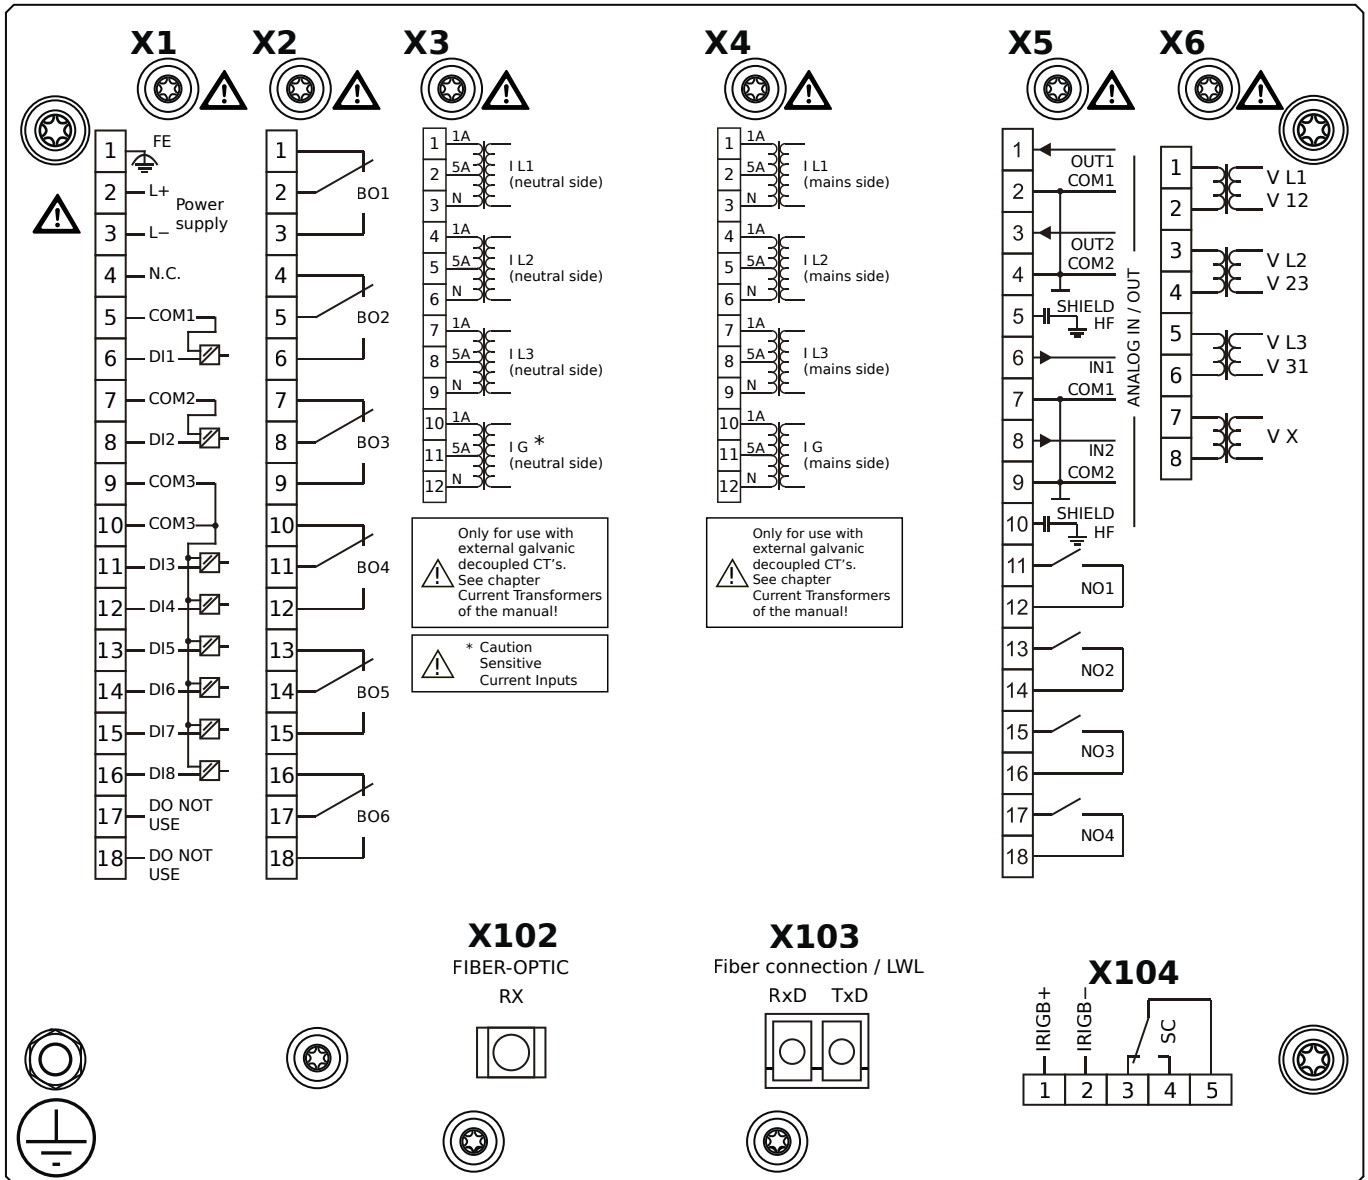 X1
X2
X3
X4
X5
X6
1
FE
2
L+
Power
supply
3
L−
4
N.C.
5
COM1
6
DI1
7
COM2
8
DI2
9
COM3
10
COM3
11
DI3
12
DI4
13
DI5
14
DI6
15
DI7
16
DI8
17
DO NOT
USE
18
DO NOT
USE
1
2
BO1
3
4
5
BO2
6
7
8
BO3
9
10
11
BO4
12
13
14
BO5
15
16
17
BO6
18
1
1A
2
5A
3
N
I L1
(neutral side)
4
1A
5
5A
6
N
I L2
(neutral side)
7
1A
8
5A
9
N
I L3
(neutral side)
10
1A
11
5A
12
N
I G *
(neutral side)
Only for use with
external galvanic
decoupled CT's.
See chapter
Current Transformers
of the manual!
* Caution
Sensitive
Current Inputs
1
1A
2
5A
3
N
I L1
(mains side)
4
1A
5
5A
6
N
I L2
(mains side)
7
1A
8
5A
9
N
I L3
(mains side)
10
1A
11
5A
12
N
I G
(mains side)
Only for use with
external galvanic
decoupled CT's.
See chapter
Current Transformers
of the manual!
1
OUT1
2
COM1
3
OUT2
4
COM2
5
SHIELD
HF
6
IN1
7
COM1
8
IN2
9
COM2
10
SHIELD
HF
ANALOG IN / OUT
11
NO1
12
13
NO2
14
15
NO3
16
17
NO4
18
1
2
V L1
V 12
3
4
V L2
V 23
5
6
V L3
V 31
7
8
V X
X102
FIBER-OPTIC
RX
X103
Fiber connection / LWL
RxD TxD
X104
IRIGB+
IRIGB−
SC
1 2 3 4 5